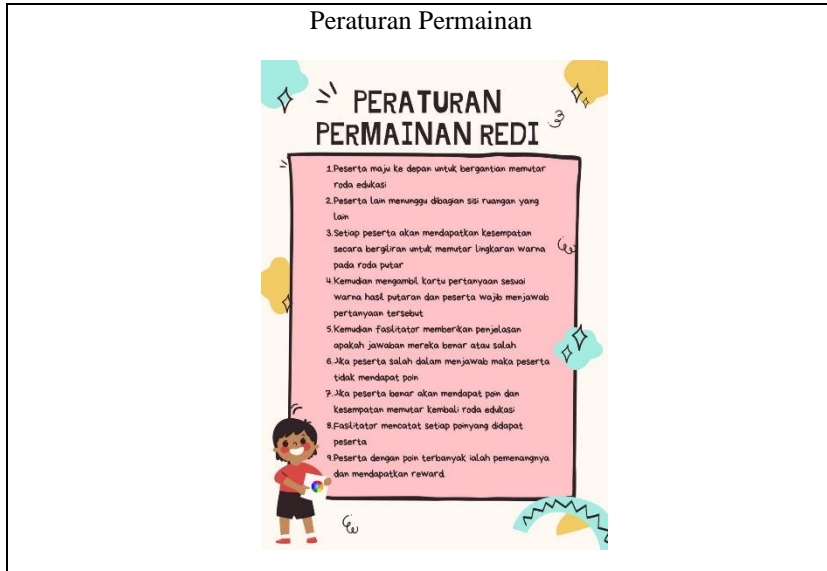 Peraturan Permainan
PERATURAN
PERMAINAN REDI
1.Peserta maju ke depan untuk bergantian memutar
roda edukasi
2.Peserta lain menunggu dibagian sisi ruangan yang
lain
3.Setiap peserta akan mendapatkan kesempatan
secara bergiliran untuk memutar lingkaran warna
pada roda putar
4.Kemudian mengambil kartu pertanyaan sesuai
warna hasil putaran dan peserta wajib menjawab
pertanyaan tersebut
5.Kemudian fasilitator memberikan penjelasan
apakah jawaban mereka benar atau salah
6.Jika peserta salah dalam menjawab maka peserta
tidak mendapat poin
7.Jika peserta benar akan mendapat poin dan
kesempatan memutar kembali roda edukasi
8.Fasilitator mencatat setiap poinyang didapat
peserta
9.Peserta dengan poin terbanyak ialah pemenangnya
dan mendapatkan reward.